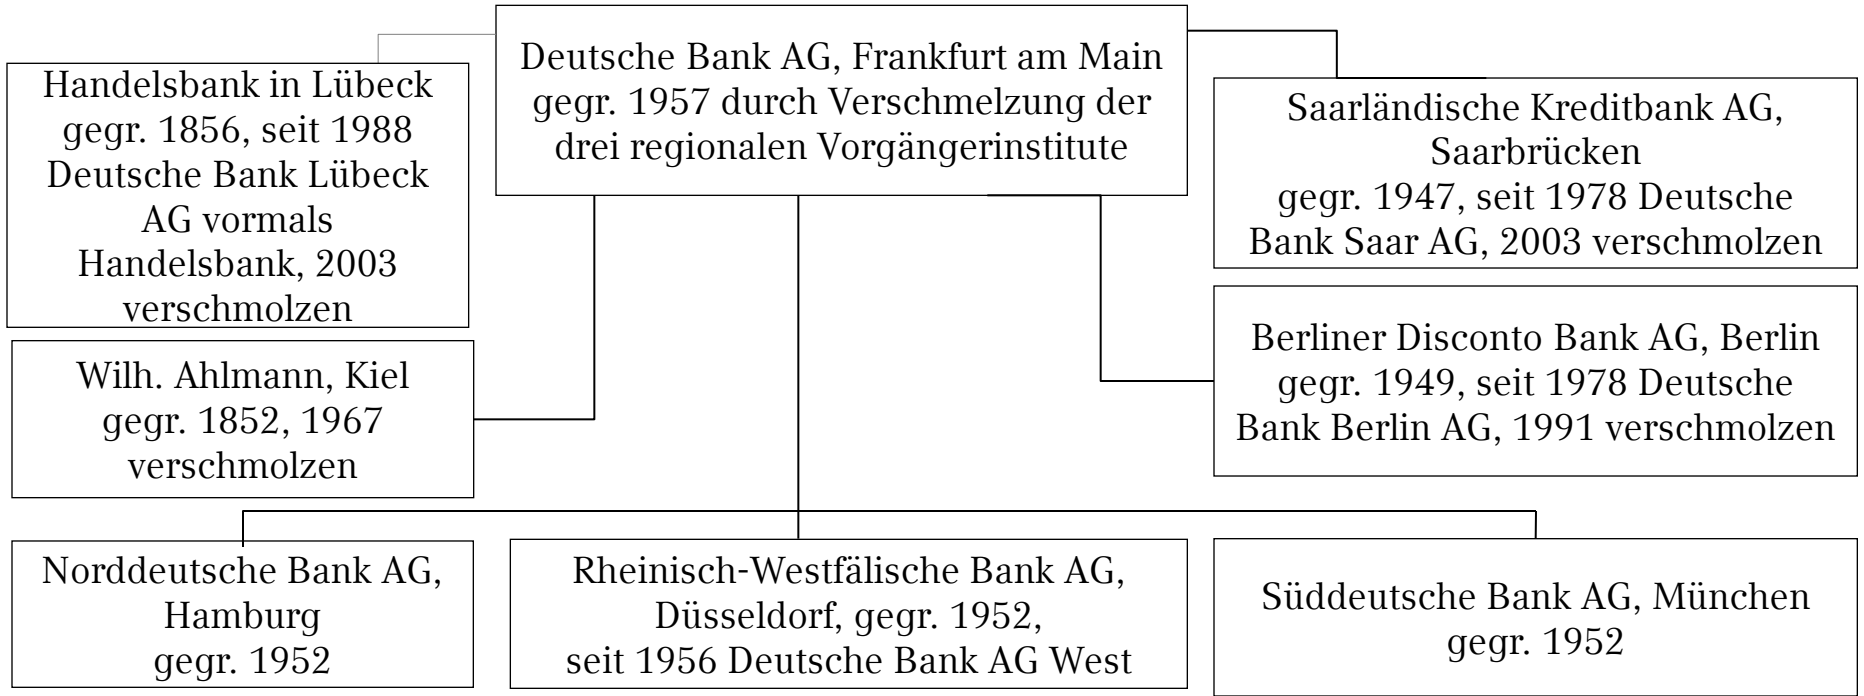 Deutsche Bank AG, Frankfurt am Main
gegr. 1957 durch Verschmelzung der
drei regionalen Vorgängerinstitute
Handelsbank in Lübeck
gegr. 1856, seit 1988
Deutsche Bank Lübeck
AG vormals
Handelsbank, 2003
verschmolzen
Saarländische Kreditbank AG,
Saarbrücken
gegr. 1947, seit 1978 Deutsche
Bank Saar AG, 2003 verschmolzen
Wilh. Ahlmann, Kiel
gegr. 1852, 1967
verschmolzen
Berliner Disconto Bank AG, Berlin
gegr. 1949, seit 1978 Deutsche
Bank Berlin AG, 1991 verschmolzen
Norddeutsche Bank AG,
Hamburg
gegr. 1952
Rheinisch-Westfälische Bank AG,
Düsseldorf, gegr. 1952,
seit 1956 Deutsche Bank AG West
Süddeutsche Bank AG, München
gegr. 1952